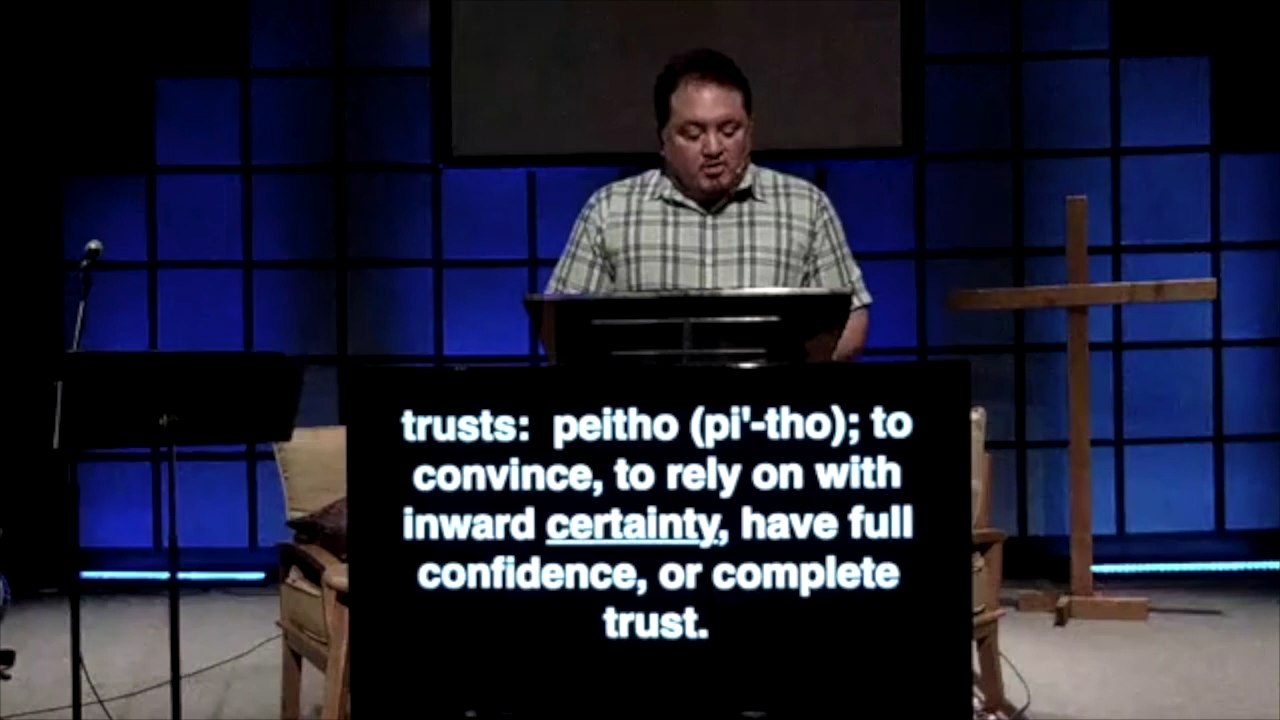 trusts:  peitho (pi'-tho); to
convince, to rely on with
inward certainty, have full
confidence, or complete
trust.